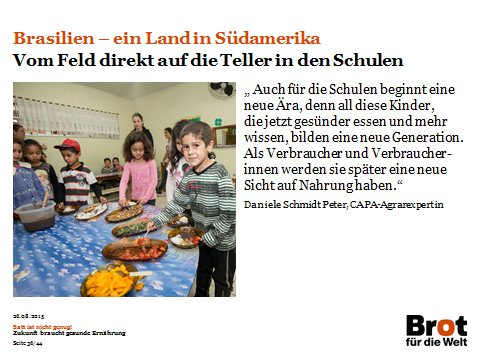 Brasilien – ein Land in Südamerika
Vom Feld direkt auf die Teller in den Schulen
„ Auch für die Schulen beginnt eine
neue Ära, denn all diese Kinder,
die jetzt gesünder essen und mehr
wissen, bilden eine neue Generation.
Als Verbraucher und Verbraucher-
innen werden sie später eine neue
Sicht auf Nahrung haben.“
Daniele Schmidt Peter, CAPA-Agrarexpertin
26.08.2015
Satt ist nicht genug!
Zukunft braucht gesunde Ernährung
Seite 36/44
Brot
für die Welt